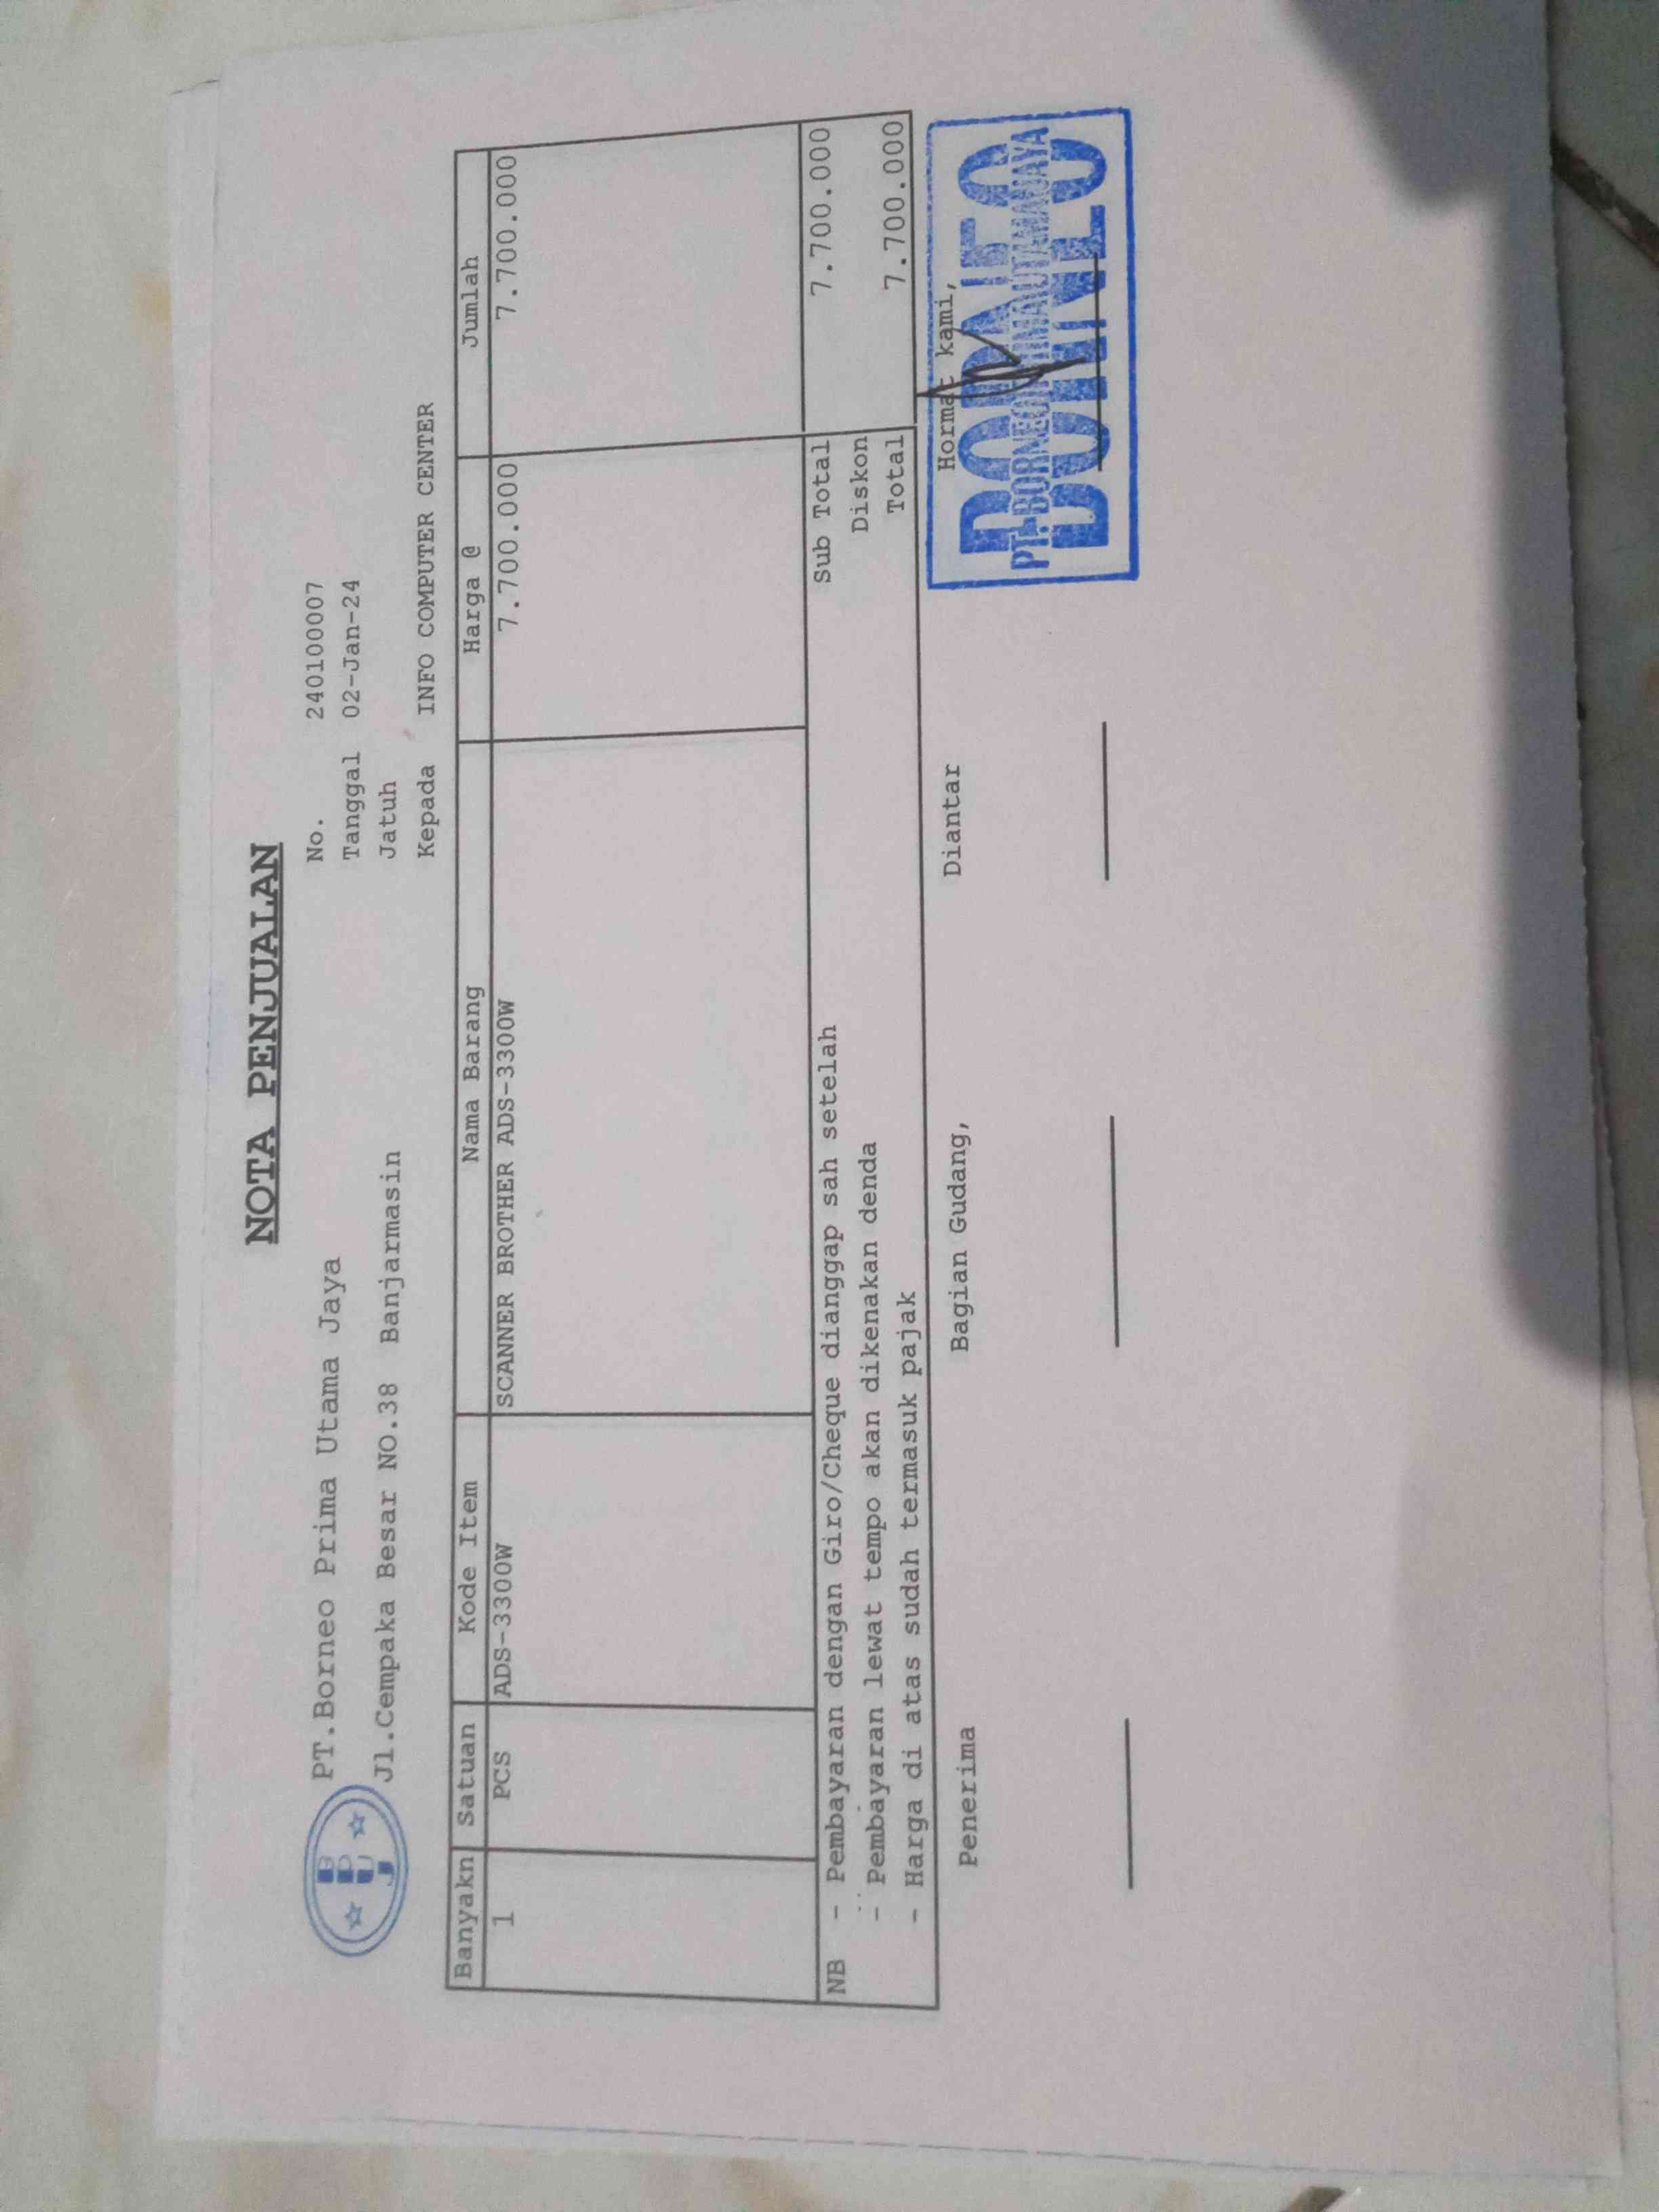 NOTA PENJUALAN
B
P
U
J
PT.Borneo Prima Utama Jaya
Jl.Cempaka Besar NO.38 Banjarmasin
No. 240100007
Tanggal 02-Jan-24
Jatuh
Kepada INFO COMPUTER CENTER
Banyakn Satuan Kode Item Nama Barang Harga @ Jumlah
1 PCS ADS-3300W SCANNER BROTHER ADS-3300W 7.700.000 7.700.000
NB - Pembayaran dengan Giro/Cheque dianggap sah setelah Sub Total 7.700.000
- Pembayaran lewat tempo akan dikenakan denda Diskon
- Harga di atas sudah termasuk pajak Total 7.700.000
Penerima Bagian Gudang, Diantar Hormat kami,
BORNEO
PT. BORNEO PRIMA UTAMA JAYA